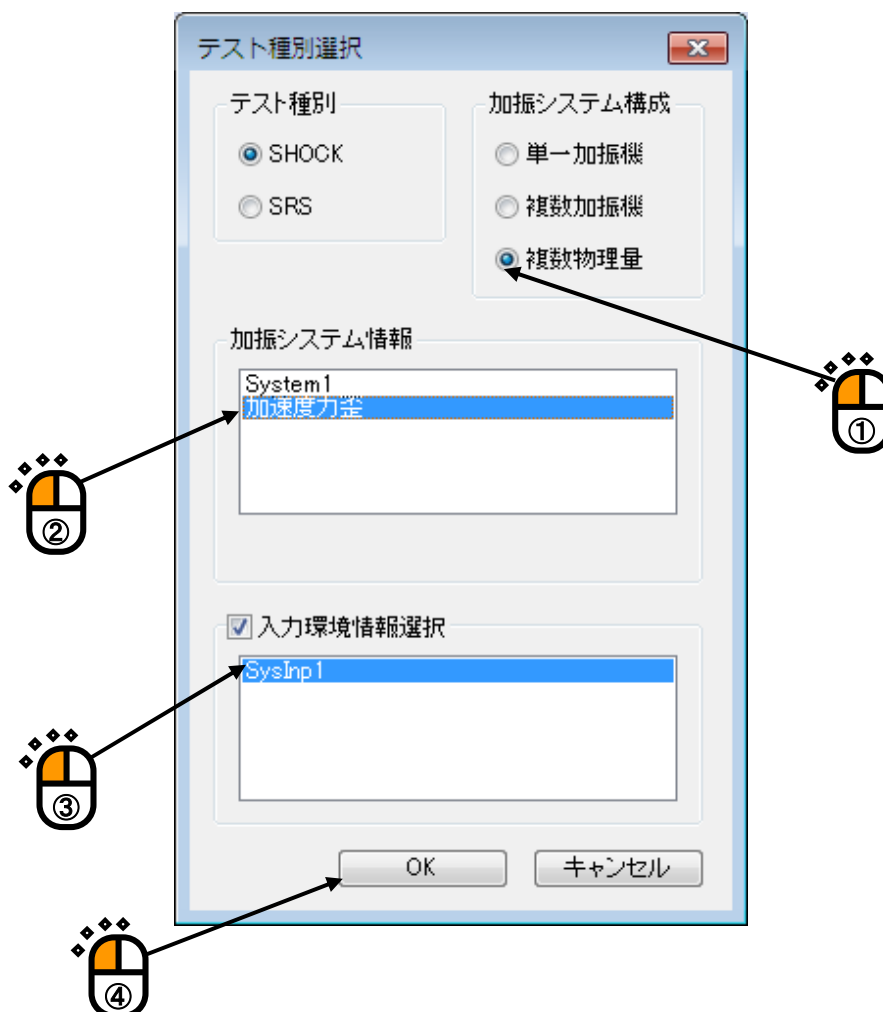 テスト種別選択
テスト種別
SHOCK
SRS
加振システム構成
単一加振機
複数加振機
複数物理量
①
加振システム情報
System1
加速度力歪
②
入力環境情報選択
SysInp1
③
OK
キャンセル
④